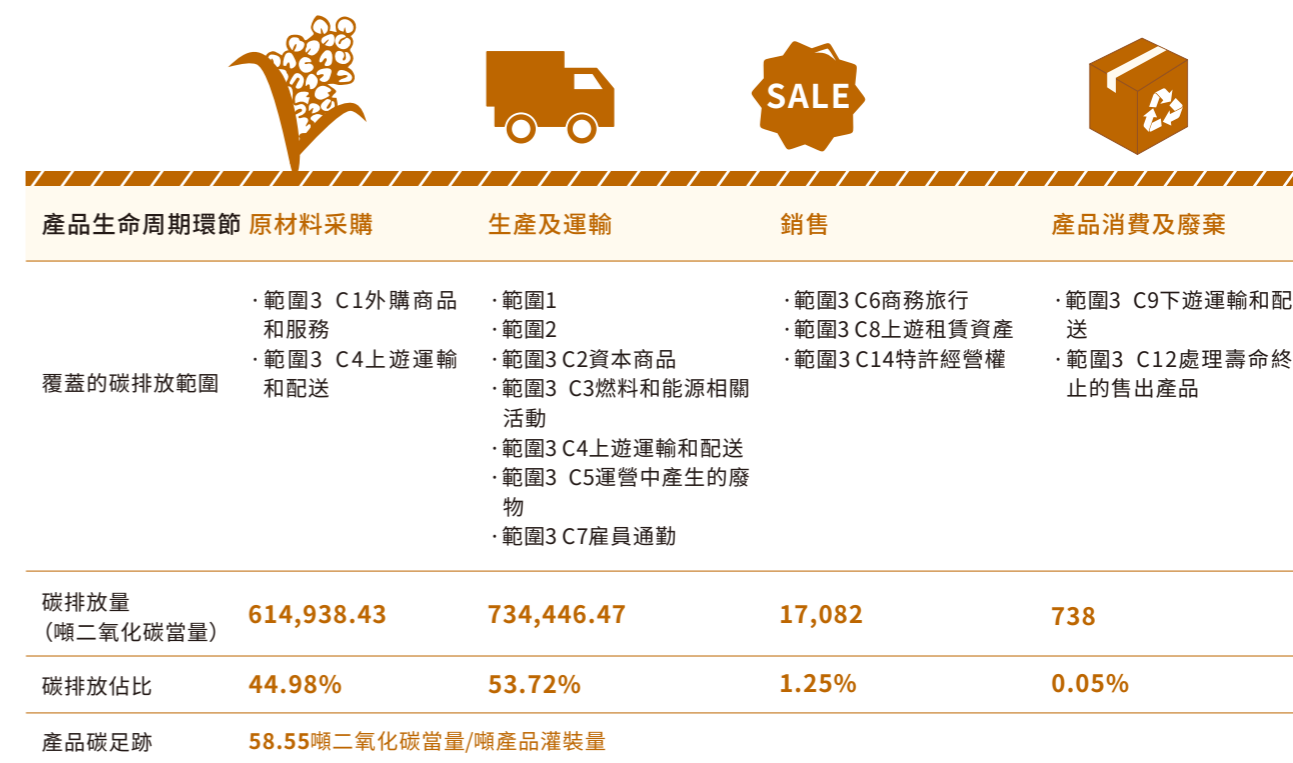 SALE
產品生命周期環節 原材料采購 生產及運輸 銷售 產品消費及廢棄
覆蓋的碳排放範圍
·範圍3 C1外購商品
和服務
·範圍3 C4上遊運輸
和配送
·範圍1
·範圍2
·範圍3 C2資本商品
·範圍3 C3燃料和能源相關
活動
·範圍3 C4上遊運輸和配送
·範圍3 C5運營中產生的廢
物
·範圍3 C7雇員通勤
·範圍3 C6商務旅行
·範圍3 C8上遊租賃資產
·範圍3 C14特許經營權
·範圍3 C9下遊運輸和配
送
·範圍3 C12處理壽命終
止的售出產品
碳排放量
（噸二氧化碳當量）
614,938.43 734,446.47 17,082 738
碳排放佔比 44.98% 53.72% 1.25% 0.05%
產品碳足跡 58.55噸二氧化碳當量/噸產品灌裝量